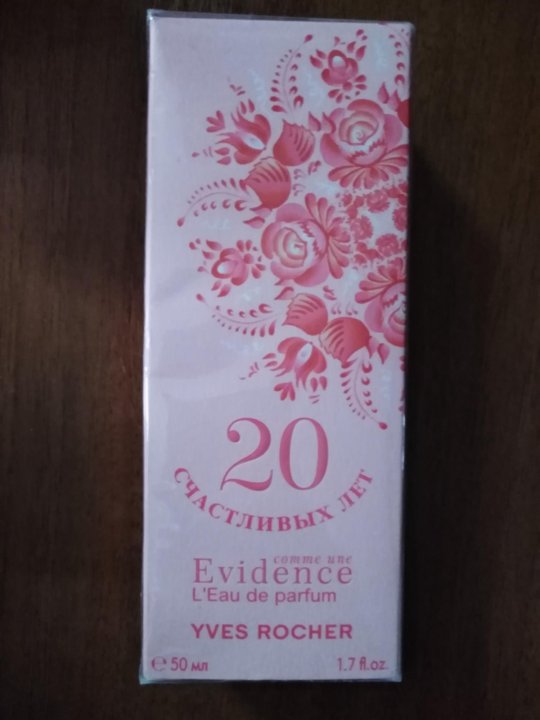 20
СЧАСТЛИВЫХ ЛЕТ
comme une
Evidence
L'Eau de parfum
YVES ROCHER
℮ 50 мл 1.7 fl.oz.